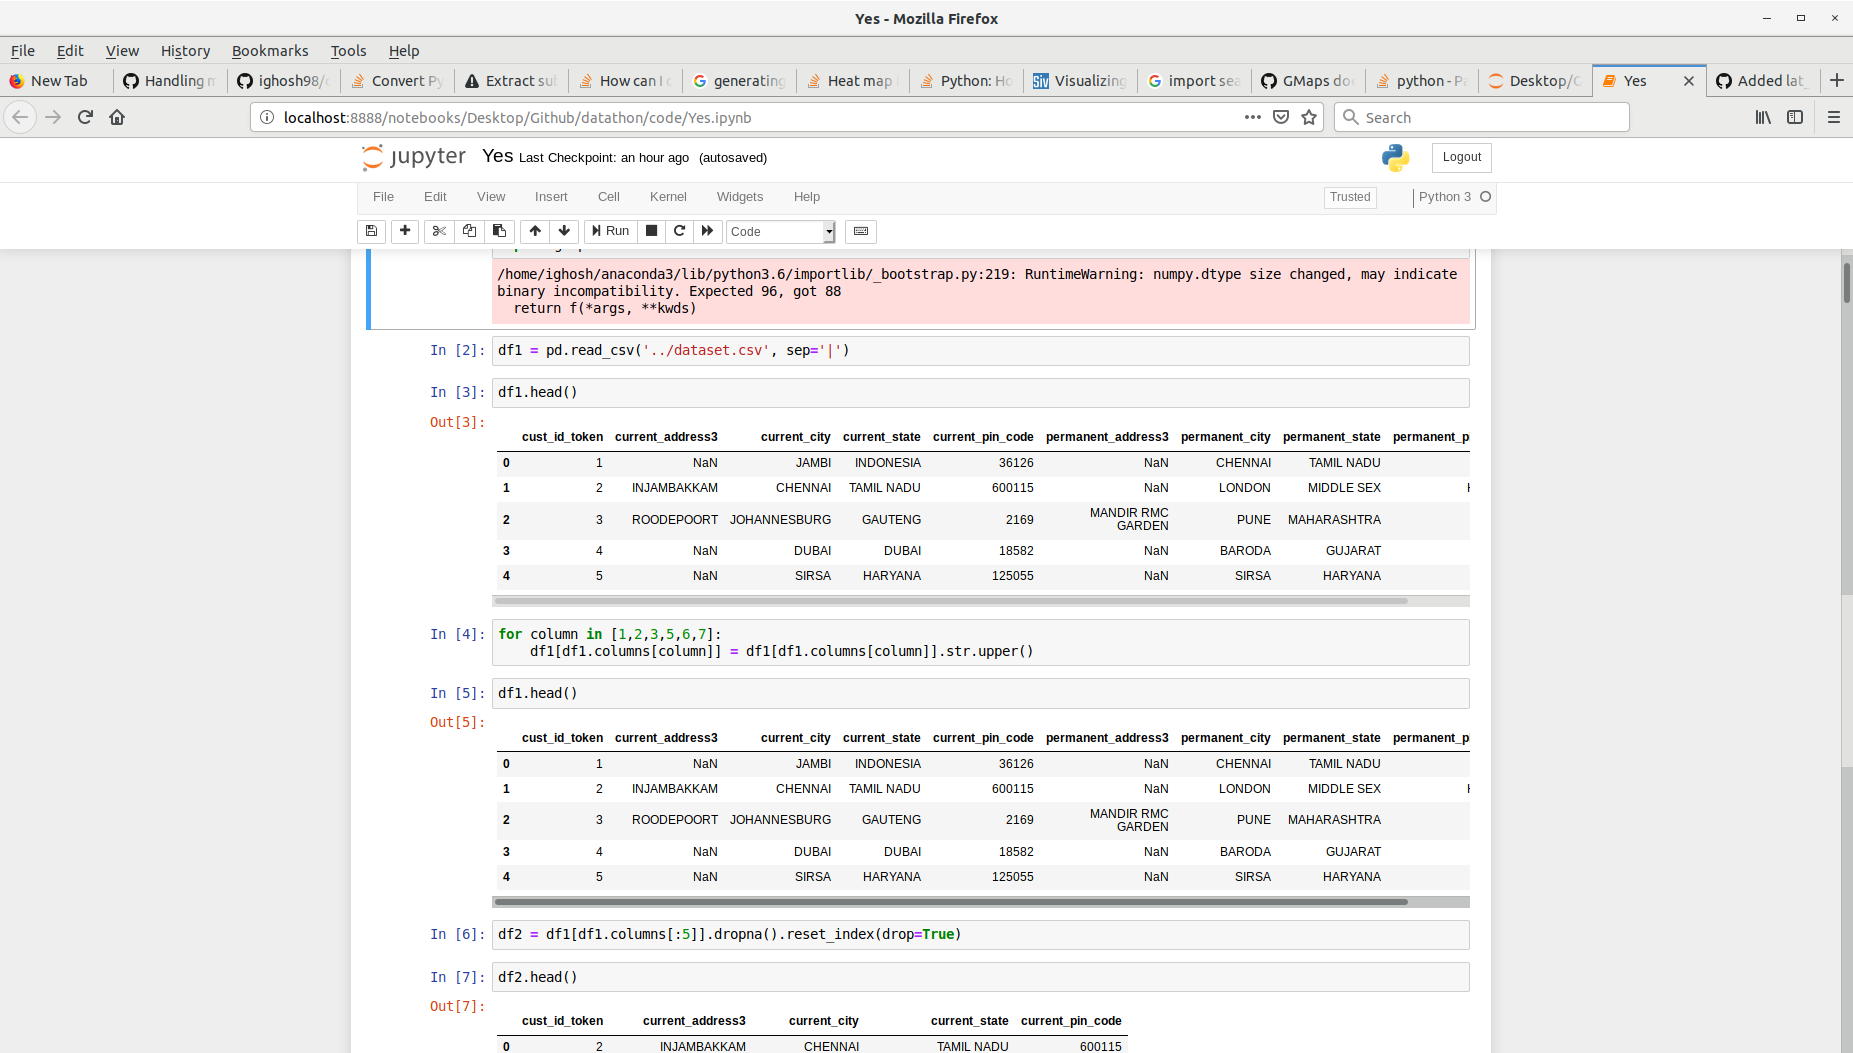 Yes - Mozilla Firefox
File Edit View History Bookmarks Tools Help
New Tab Handling ighosh98/ Convert Py Extract su How can I generating Heat map Python: Ho Visualizing import sea GMaps do python - Desktop/ Yes Added lat_
localhost:8888/notebooks/Desktop/Github/datathon/code/Yes.ipynb Search
jupyter Yes Last Checkpoint: an hour ago (autosaved) Logout
File Edit View Insert Cell Kernel Widgets Help Trusted Python 3
Run Code
/home/ighosh/anaconda3/lib/python3.6/importlib/_bootstrap.py:219: RuntimeWarning: numpy.dtype size changed, may indicate
binary incompatibility. Expected 96, got 88
return f(*args, **kwds)
In [2]: df1 = pd.read_csv('../dataset.csv', sep='|')
In [3]: df1.head()
Out[3]:
cust_id_token current_address3 current_city current_state current_pin_code permanent_address3 permanent_city permanent_state permanent_p
0 1 NaN JAMBI INDONESIA 36126 NaN CHENNAI TAMIL NADU
1 2 INJAMBAKKAM CHENNAI TAMIL NADU 600115 NaN LONDON MIDDLE SEX
2 3 ROODEPOORT JOHANNESBURG GAUTENG 2169 MANDIR RMC GARDEN PUNE MAHARASHTRA
3 4 NaN DUBAI DUBAI 18582 NaN BARODA GUJARAT
4 5 NaN SIRSA HARYANA 125055 NaN SIRSA HARYANA
In [4]: for column in [1,2,3,5,6,7]:
df1[df1.columns[column]] = df1[df1.columns[column]].str.upper()
In [5]: df1.head()
Out[5]:
cust_id_token current_address3 current_city current_state current_pin_code permanent_address3 permanent_city permanent_state permanent_p
0 1 NaN JAMBI INDONESIA 36126 NaN CHENNAI TAMIL NADU
1 2 INJAMBAKKAM CHENNAI TAMIL NADU 600115 NaN LONDON MIDDLE SEX
2 3 ROODEPOORT JOHANNESBURG GAUTENG 2169 MANDIR RMC GARDEN PUNE MAHARASHTRA
3 4 NaN DUBAI DUBAI 18582 NaN BARODA GUJARAT
4 5 NaN SIRSA HARYANA 125055 NaN SIRSA HARYANA
In [6]: df2 = df1[df1.columns[:5]].dropna().reset_index(drop=True)
In [7]: df2.head()
Out[7]:
cust_id_token current_address3 current_city current_state current_pin_code
0 2 INJAMBAKKAM CHENNAI TAMIL NADU 600115